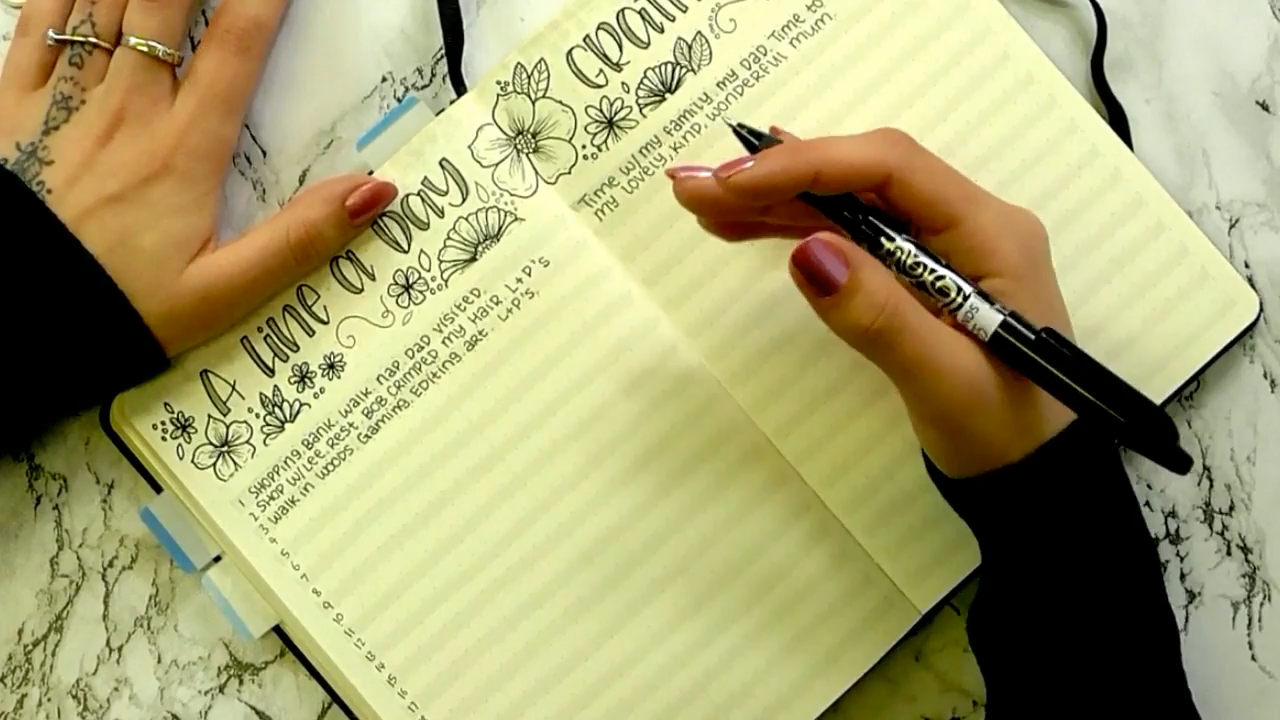 A Line a Day
1 Shopping. Bank. Walk. Nap. Dad visited.
2 Shop w/ Lee. Rest. Bob. Crimped my hair. L+D's
3 Walk in woods. Gaming. Editing. Art. L+D's.
4
5
6
7
8
9
10
11
12
13
14
15
16
17
Time w/ my family. My Dad. Time to
my lovely, kind, wonderful mum.